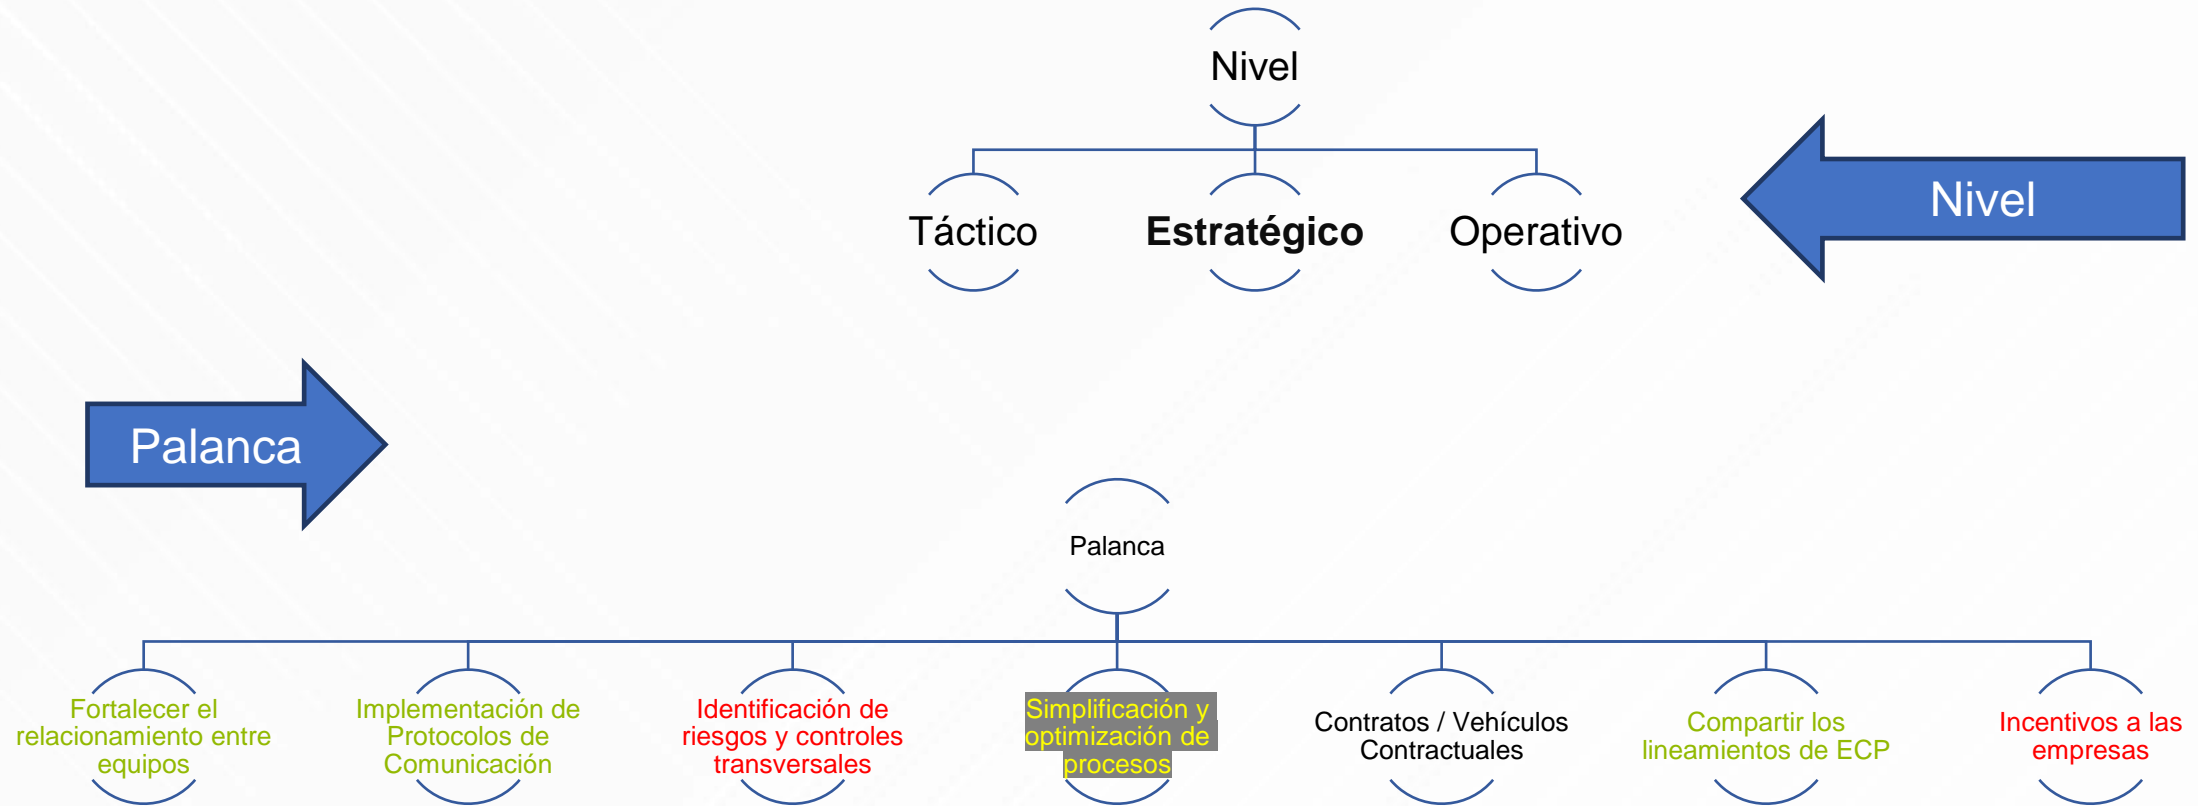 Nivel
Táctico
Estratégico
Operativo
Nivel
Palanca
Palanca
Fortalecer el
relacionamiento entre
equipos
Implementación de
Protocolos de
Comunicación
Identificación de
riesgos y controles
transversales
Simplificación y
optimización de
procesos
Contratos / Vehículos
Contractuales
Compartir los
lineamientos de ECP
Incentivos a las
empresas